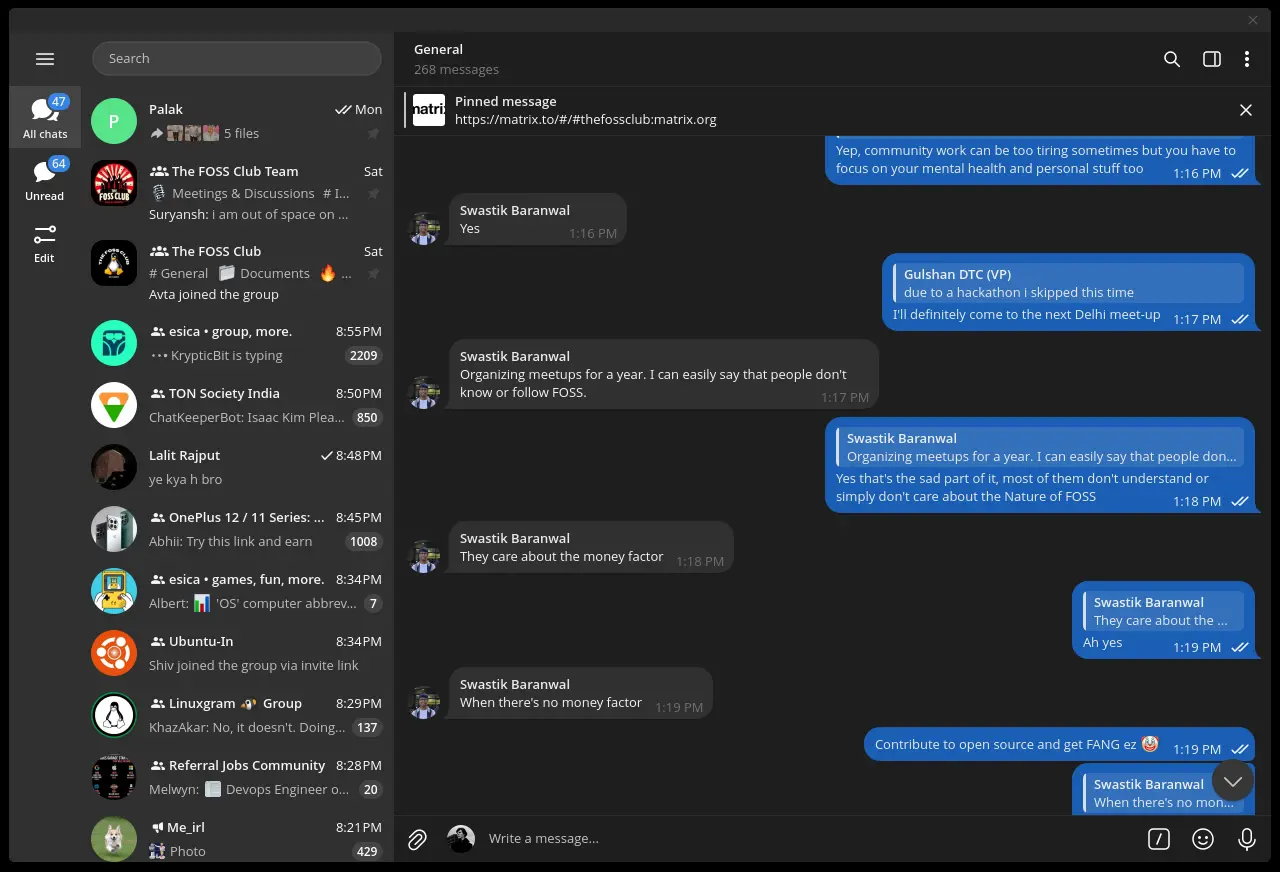 Search
47
All chats
64
Unread
Edit
P
Palak
Mon
5 files
FOSS CLUB
The FOSS Club Team
Sat
Meetings & Discussions # I...
Suryansh: i am out of space on ...
THE FOSS CLUB
The FOSS Club
Sat
# General Documents 🔥 ...
Avta joined the group
esica • group, more.
8:55PM
KrypticBit is typing
2209
TON Society India
8:50PM
ChatKeeperBot: Isaac Kim Plea...
850
Lalit Rajput
8:48PM
ye kya h bro
OnePlus 12 / 11 Series: ...
8:45PM
Abhii: Try this link and earn
1008
esica • games, fun, more.
8:34PM
Albert: 📊 'OS' computer abbrev...
7
Ubuntu-In
8:34PM
Shiv joined the group via invite link
Linuxgram Group
8:29PM
KhazAkar: No, it doesn't. Doing...
137
Referral Jobs Community
8:28PM
Melwyn: Devops Engineer o...
20
Me_irl
8:21PM
Photo
429
General
268 messages
matri
Pinned message
https://matrix.to/#/#thefossclub:matrix.org
Yep, community work can be too tiring sometimes but you have to
focus on your mental health and personal stuff too
1:16 PM
Swastik Baranwal
Yes
1:16 PM
Gulshan DTC (VP)
due to a hackathon i skipped this time
I'll definitely come to the next Delhi meet-up
1:17 PM
Swastik Baranwal
Organizing meetups for a year. I can easily say that people don't
know or follow FOSS.
1:17 PM
Swastik Baranwal
Organizing meetups for a year. I can easily say that people don...
Yes that's the sad part of it, most of them don't understand or
simply don't care about the Nature of FOSS
1:18 PM
Swastik Baranwal
They care about the money factor
1:18 PM
Swastik Baranwal
They care about the ...
Ah yes
1:19 PM
Swastik Baranwal
When there's no money factor
1:19 PM
Contribute to open source and get FANG ez 🤡
1:19 PM
Swastik Baranwal
When there's no mon...
Write a message...